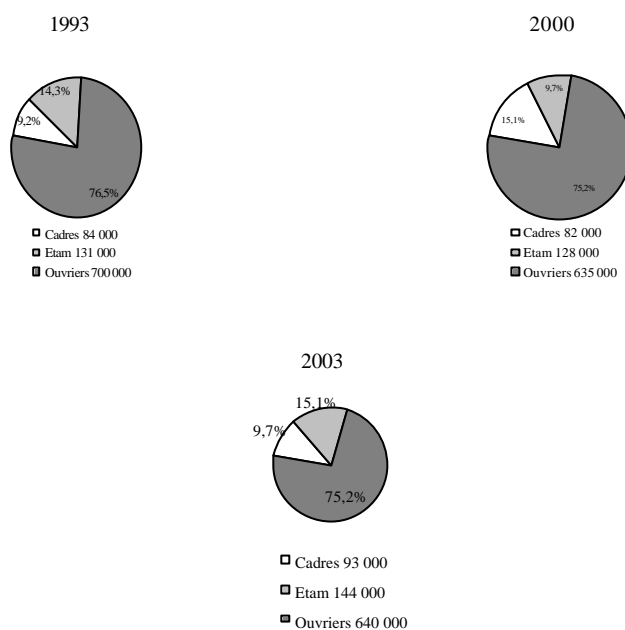 1993
14,3%
9,2%
76,5%
Cadres 84 000
Etam 131 000
Ouvriers 700 000
2000
9,7%
15,1%
75,2%
Cadres 82 000
Etam 128 000
Ouvriers 635 000
2003
15,1%
9,7%
75,2%
Cadres 93 000
Etam 144 000
Ouvriers 640 000